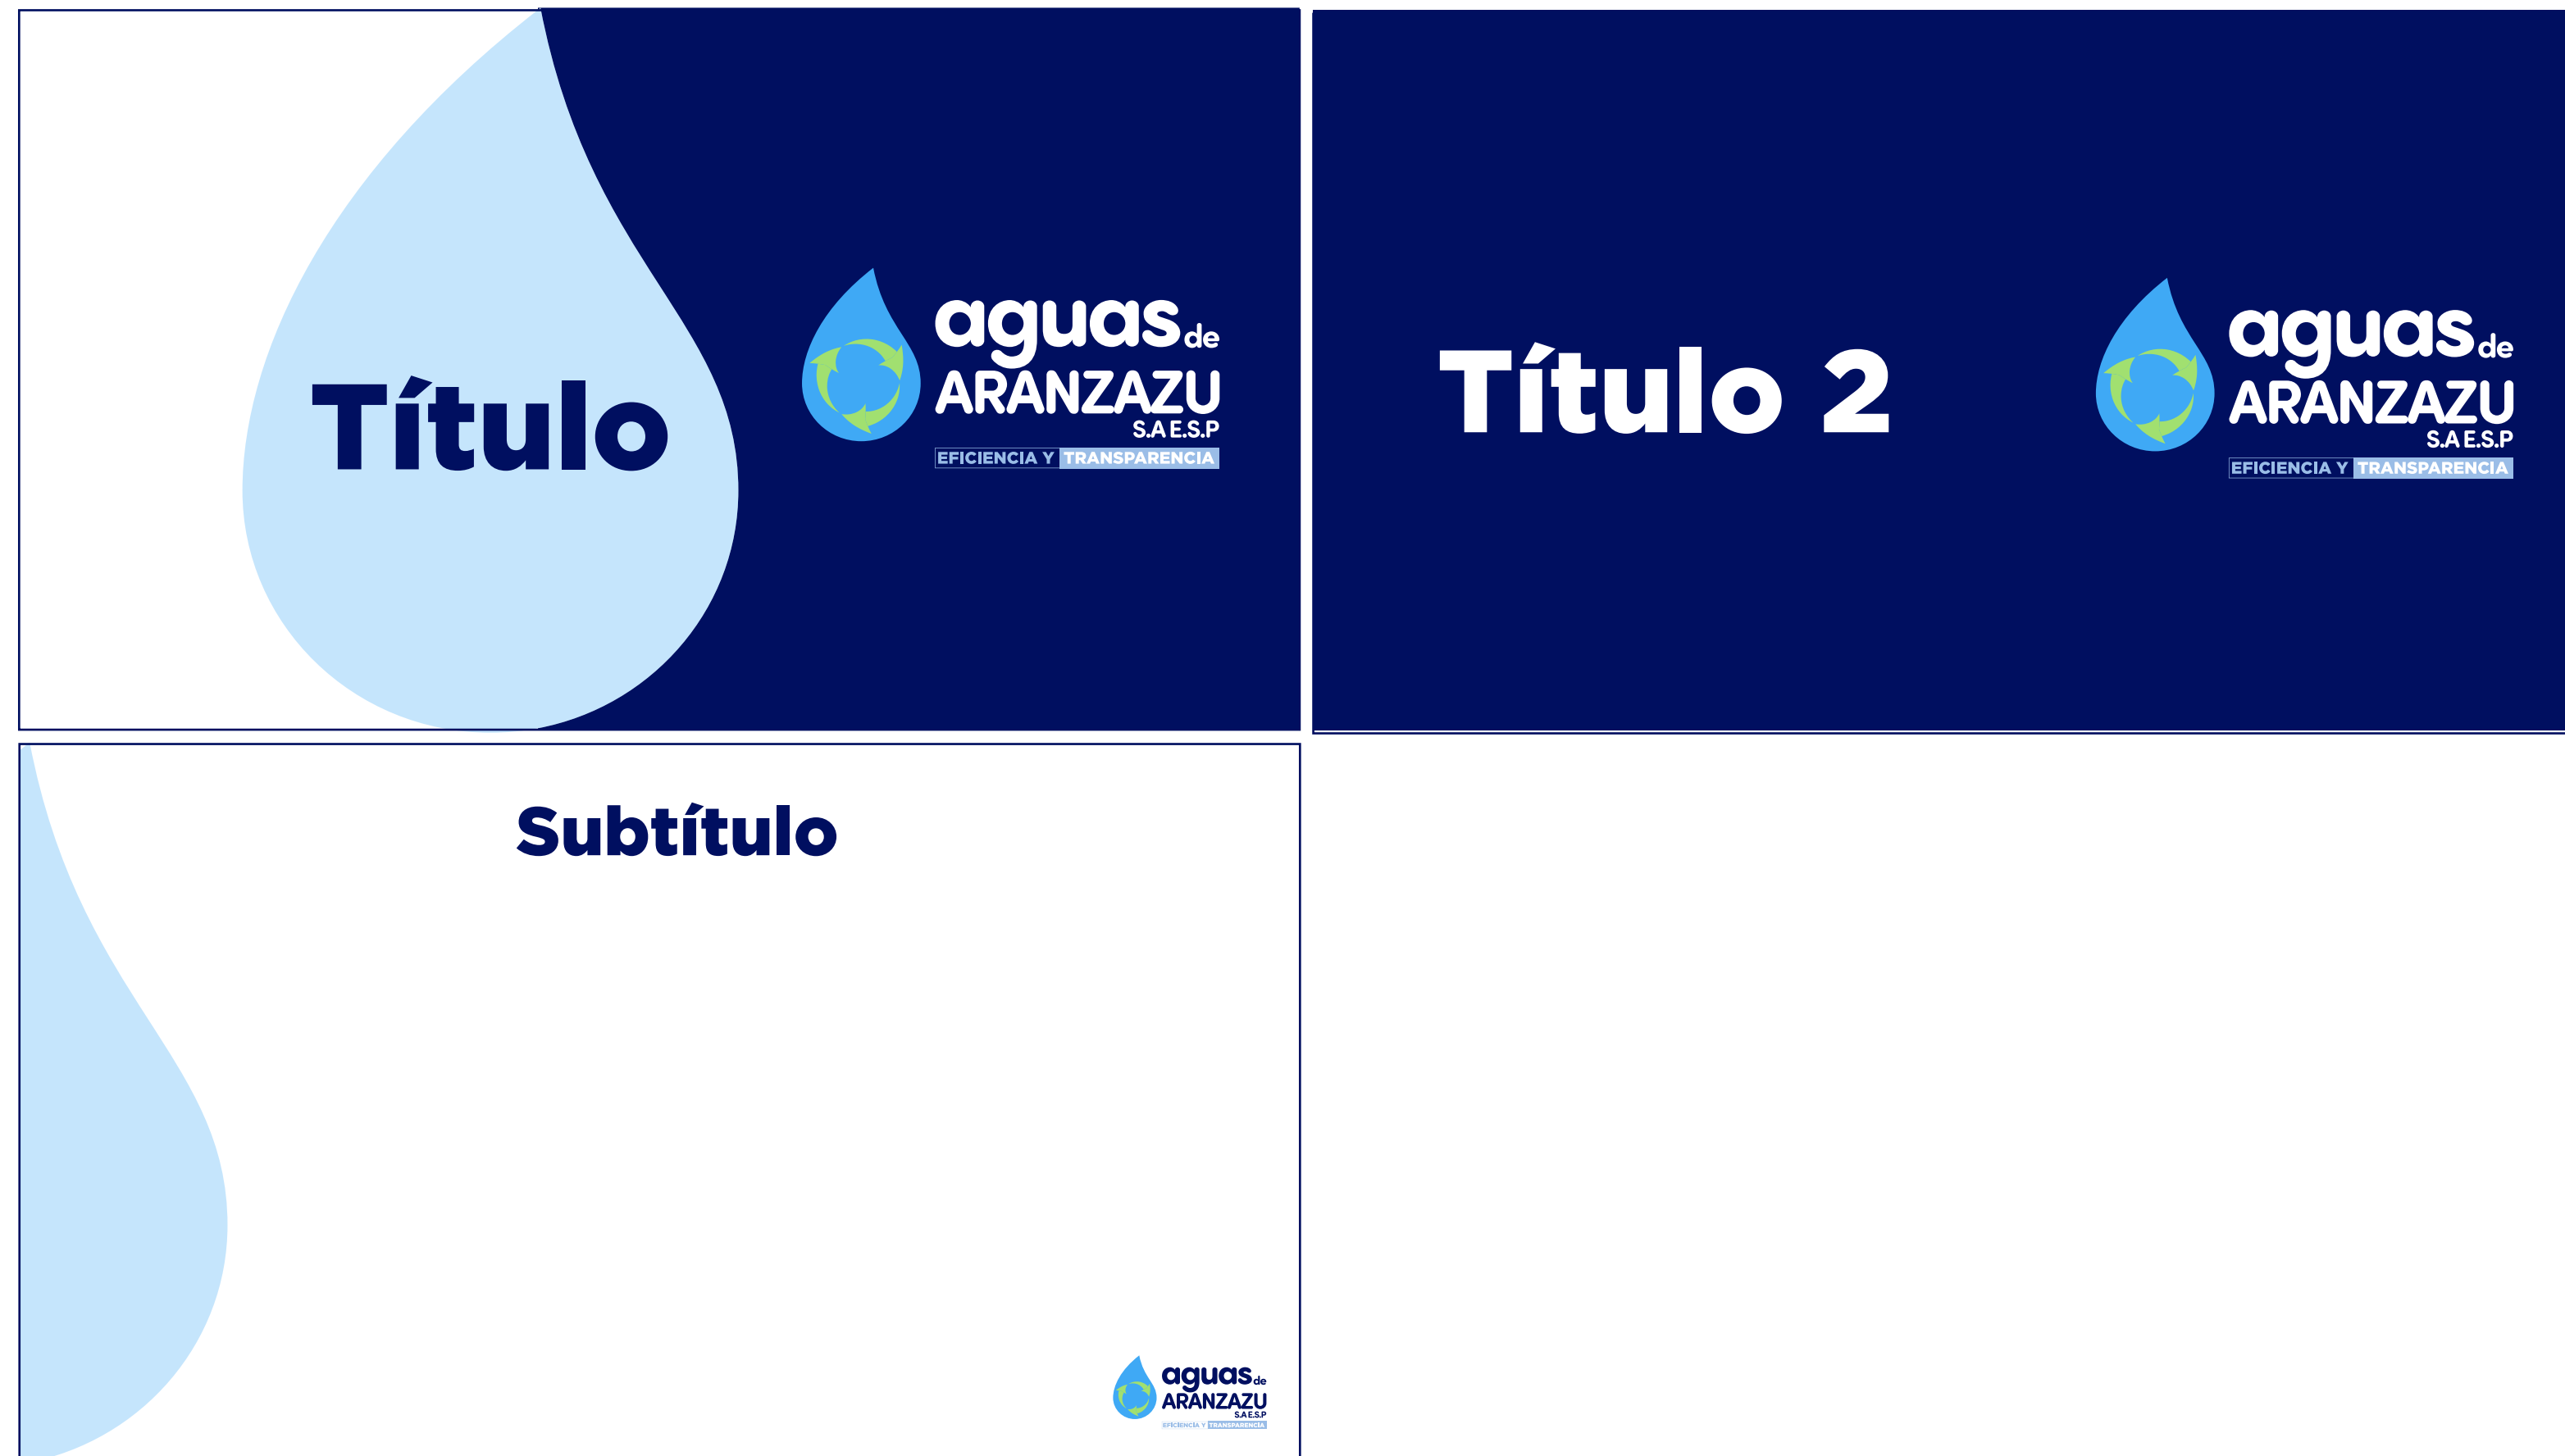 Título
aguas de
ARANZAZU
S.A E.S.P
EFICIENCIA Y TRANSPARENCIA
Título 2
aguas de
ARANZAZU
S.A E.S.P
EFICIENCIA Y TRANSPARENCIA
Subtítulo
aguas de
ARANZAZU
S.A E.S.P
EFICIENCIA Y TRANSPARENCIA